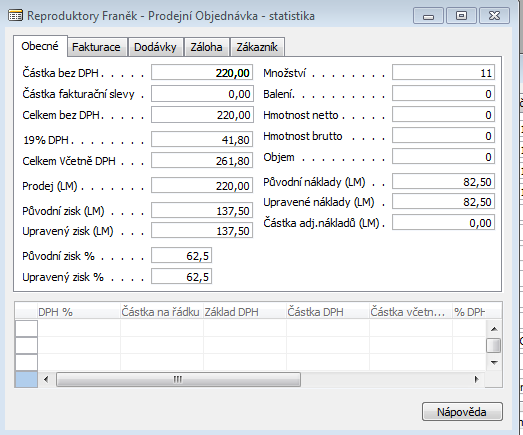 Reproduktory Franěk - Prodejní Objednávka - statistika
Obecné Fakturace Dodávky Záloha Zákazník
Částka bez DPH . . . . . 220,00
Částka fakturační slevy . 0,00
Celkem bez DPH . . . . . 220,00
19% DPH . . . . . . . . 41,80
Celkem Včetně DPH . . . . 261,80
Prodej (LM) . . . . . . . 220,00
Původní zisk (LM) . . . . 137,50
Upravený zisk (LM) . . . . 137,50
Původní zisk % . . . . . 62,5
Upravený zisk % . . . . . 62,5
Množství . . . . . . . . . 11
Balení. . . . . . . . . . 0
Hmotnost netto . . . . . . 0
Hmotnost brutto . . . . . 0
Objem . . . . . . . . . . 0
Původní náklady (LM) . . 82,50
Upravené náklady (LM) . . 82,50
Částka adj.nákladů (LM) . 0,00
DPH % Částka na řádku Základ DPH Částka DPH Částka včetn... % DPH
Nápověda